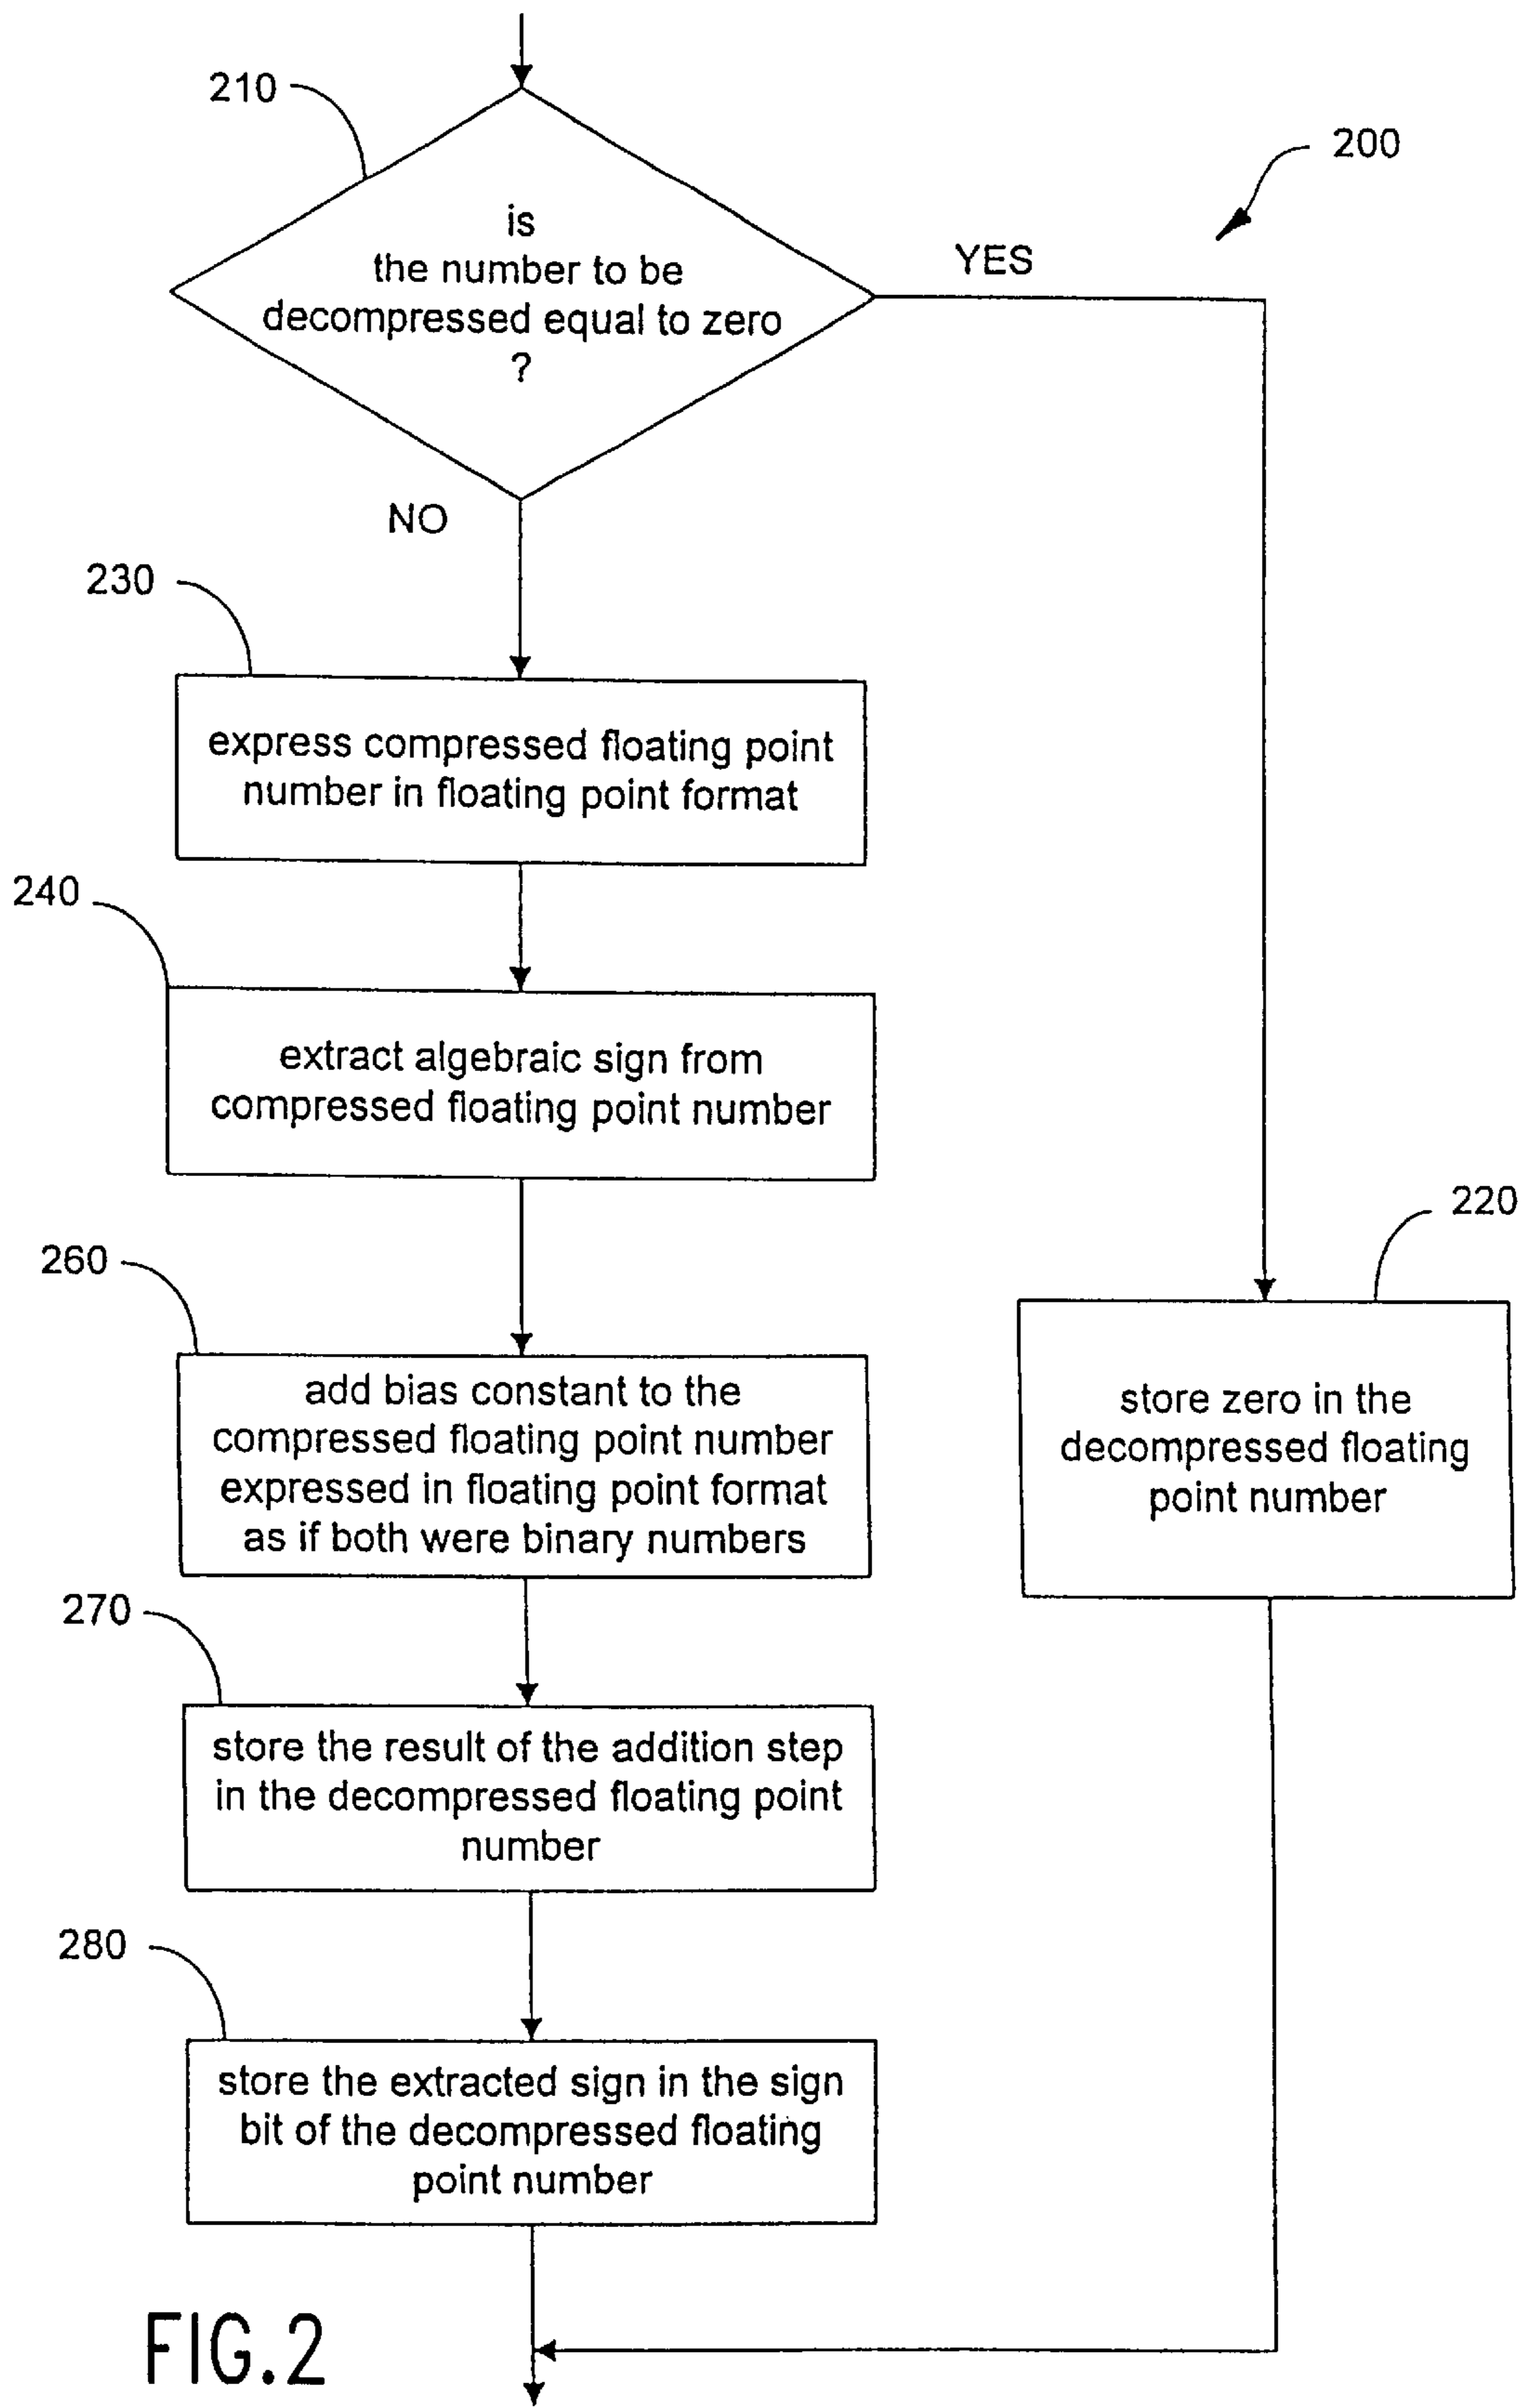 210
200
is
the number to be
decompressed equal to zero
?
YES
NO
230
express compressed floating point
number in floating point format
240
extract algebraic sign from
compressed floating point number
220
260
add bias constant to the
compressed floating point number
expressed in floating point format
as if both were binary numbers
store zero in the
decompressed floating
point number
270
store the result of the addition step
in the decompressed floating point
number
280
store the extracted sign in the sign
bit of the decompressed floating
point number
FIG.2